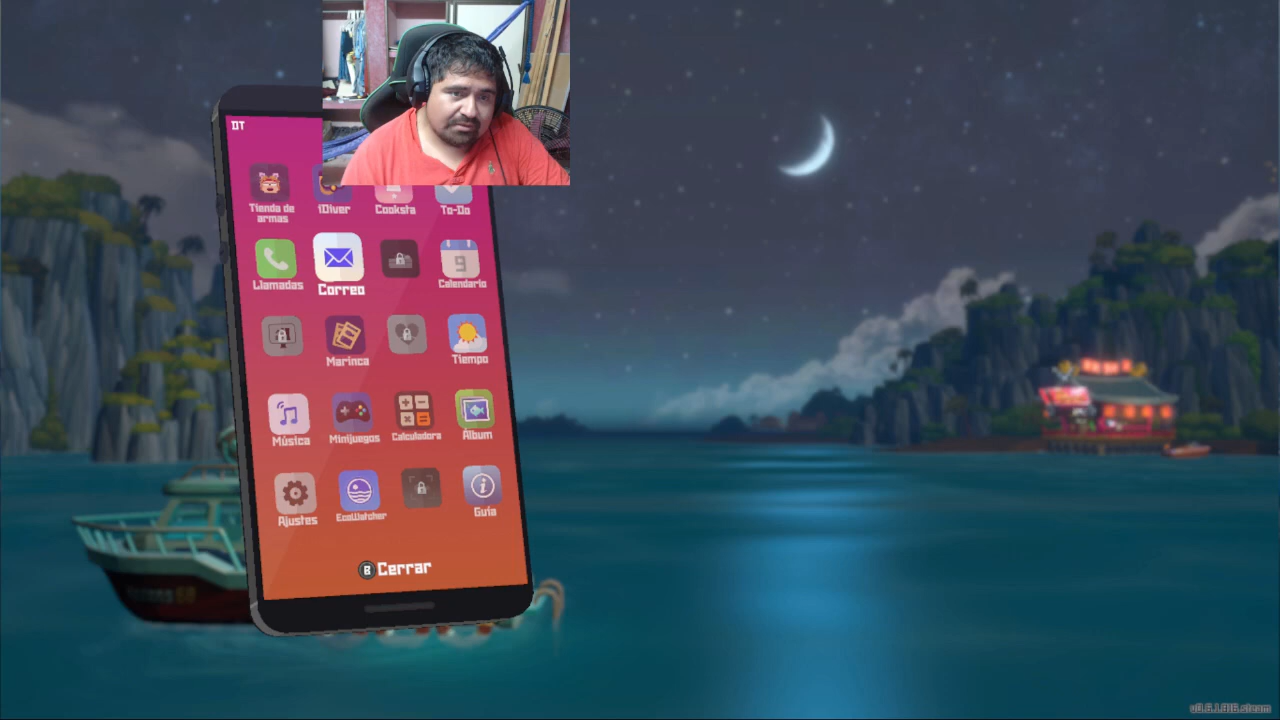 DT
Tienda de
armas
iDiver
Cooksta
To-Do
Llamadas
Correo
9
Calendario
Marinca
Tiempo
Música
Minijuegos
Calculadora
Álbum
Ajustes
EcoWatcher
Guía
B Cerrar